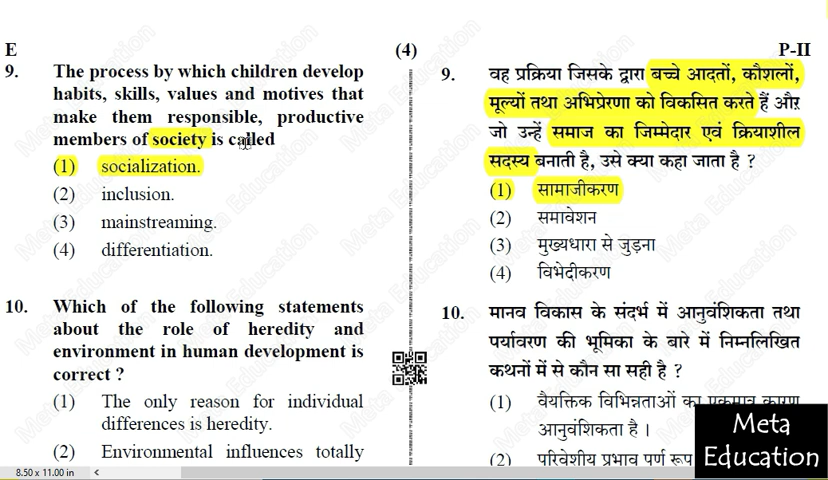 E
(4)
P-II
9. The process by which children develop
habits, skills, values and motives that
make them responsible, productive
members of society is called
(1) socialization.
(2) inclusion.
(3) mainstreaming.
(4) differentiation.
10. Which of the following statements
about the role of heredity and
environment in human development is
correct ?
(1) The only reason for individual
differences is heredity.
(2) Environmental influences totally
9. वह प्रक्रिया जिसके द्वारा बच्चे आदतों, कौशलों,
मूल्यों तथा अभिप्रेरणा को विकसित करते हैं और
जो उन्हें समाज का जिम्मेदार एवं क्रियाशील
सदस्य बनाती है, उसे क्या कहा जाता है ?
(1) सामाजीकरण
(2) समावेशन
(3) मुख्यधारा से जुड़ना
(4) विभेदीकरण
10. मानव विकास के संदर्भ में आनुवंशिकता तथा
पर्यावरण की भूमिका के बारे में निम्नलिखित
कथनों में से कौन सा सही है ?
(1) वैयक्तिक विभिन्नताओं का एकमात्र कारण
आनुवंशिकता है ।
(2) परिवेशीय प्रभाव पूर्ण रूप
Meta
Education
8.50 x 11.00 in